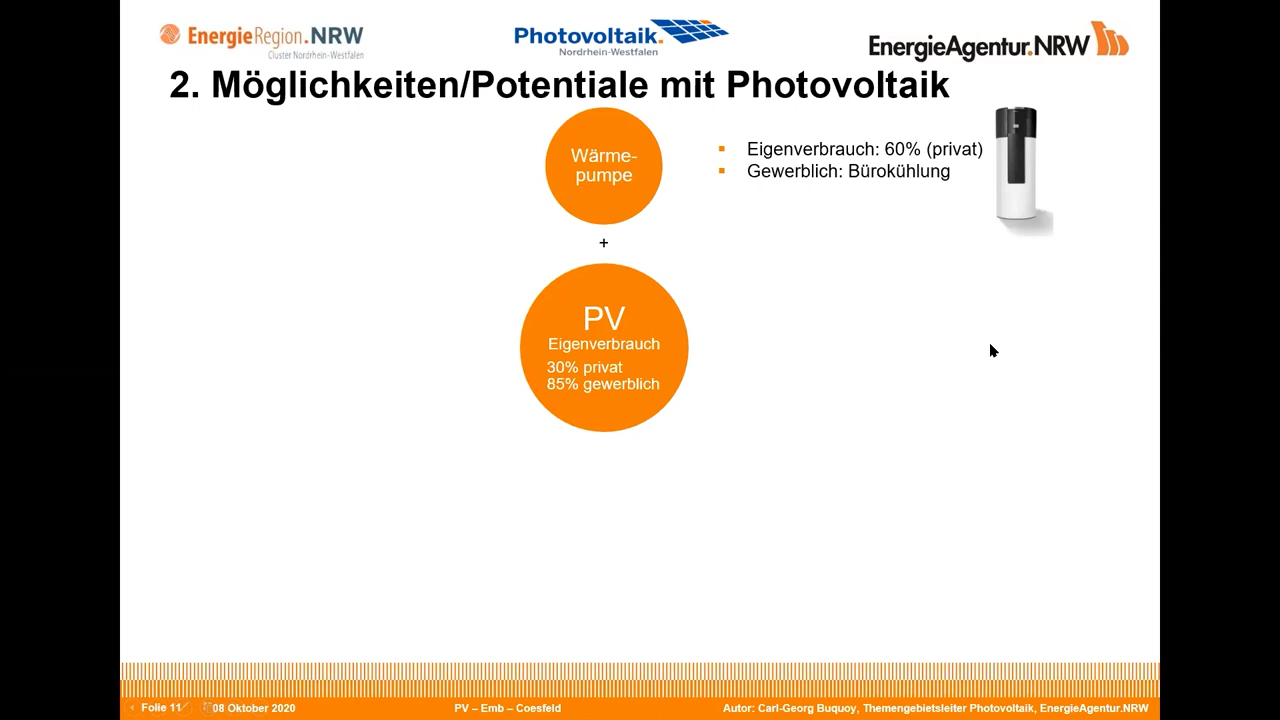 EnergieRegion.NRW
Cluster Nordrhein-Westfalen
Photovoltaik.
Nordrhein-Westfalen
EnergieAgentur.NRW
2. Möglichkeiten/Potentiale mit Photovoltaik
Wärme-
pumpe
▪ Eigenverbrauch: 60% (privat)
▪ Gewerblich: Bürokühlung
+
PV
Eigenverbrauch
30% privat
85% gewerblich
Folie 11 08 Oktober 2020 PV – Emb – Coesfeld Autor: Carl-Georg Buquoy, Themengebietsleiter Photovoltaik, EnergieAgentur.NRW